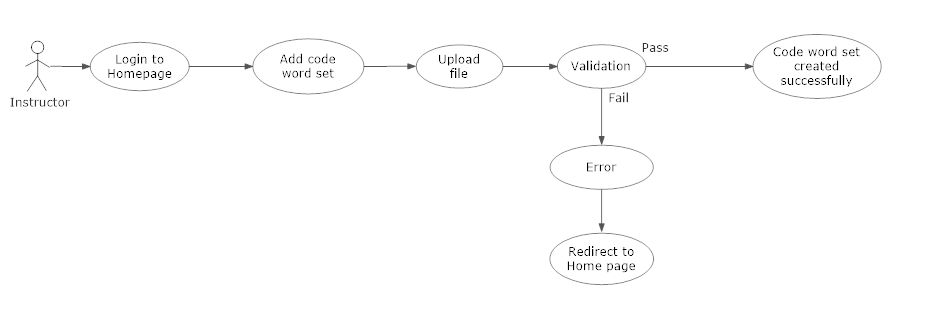 Instructor
Login to
Homepage
Add code
word set
Upload
file
Validation
Pass
Fail
Code word set
created
successfully
Error
Redirect to
Home page